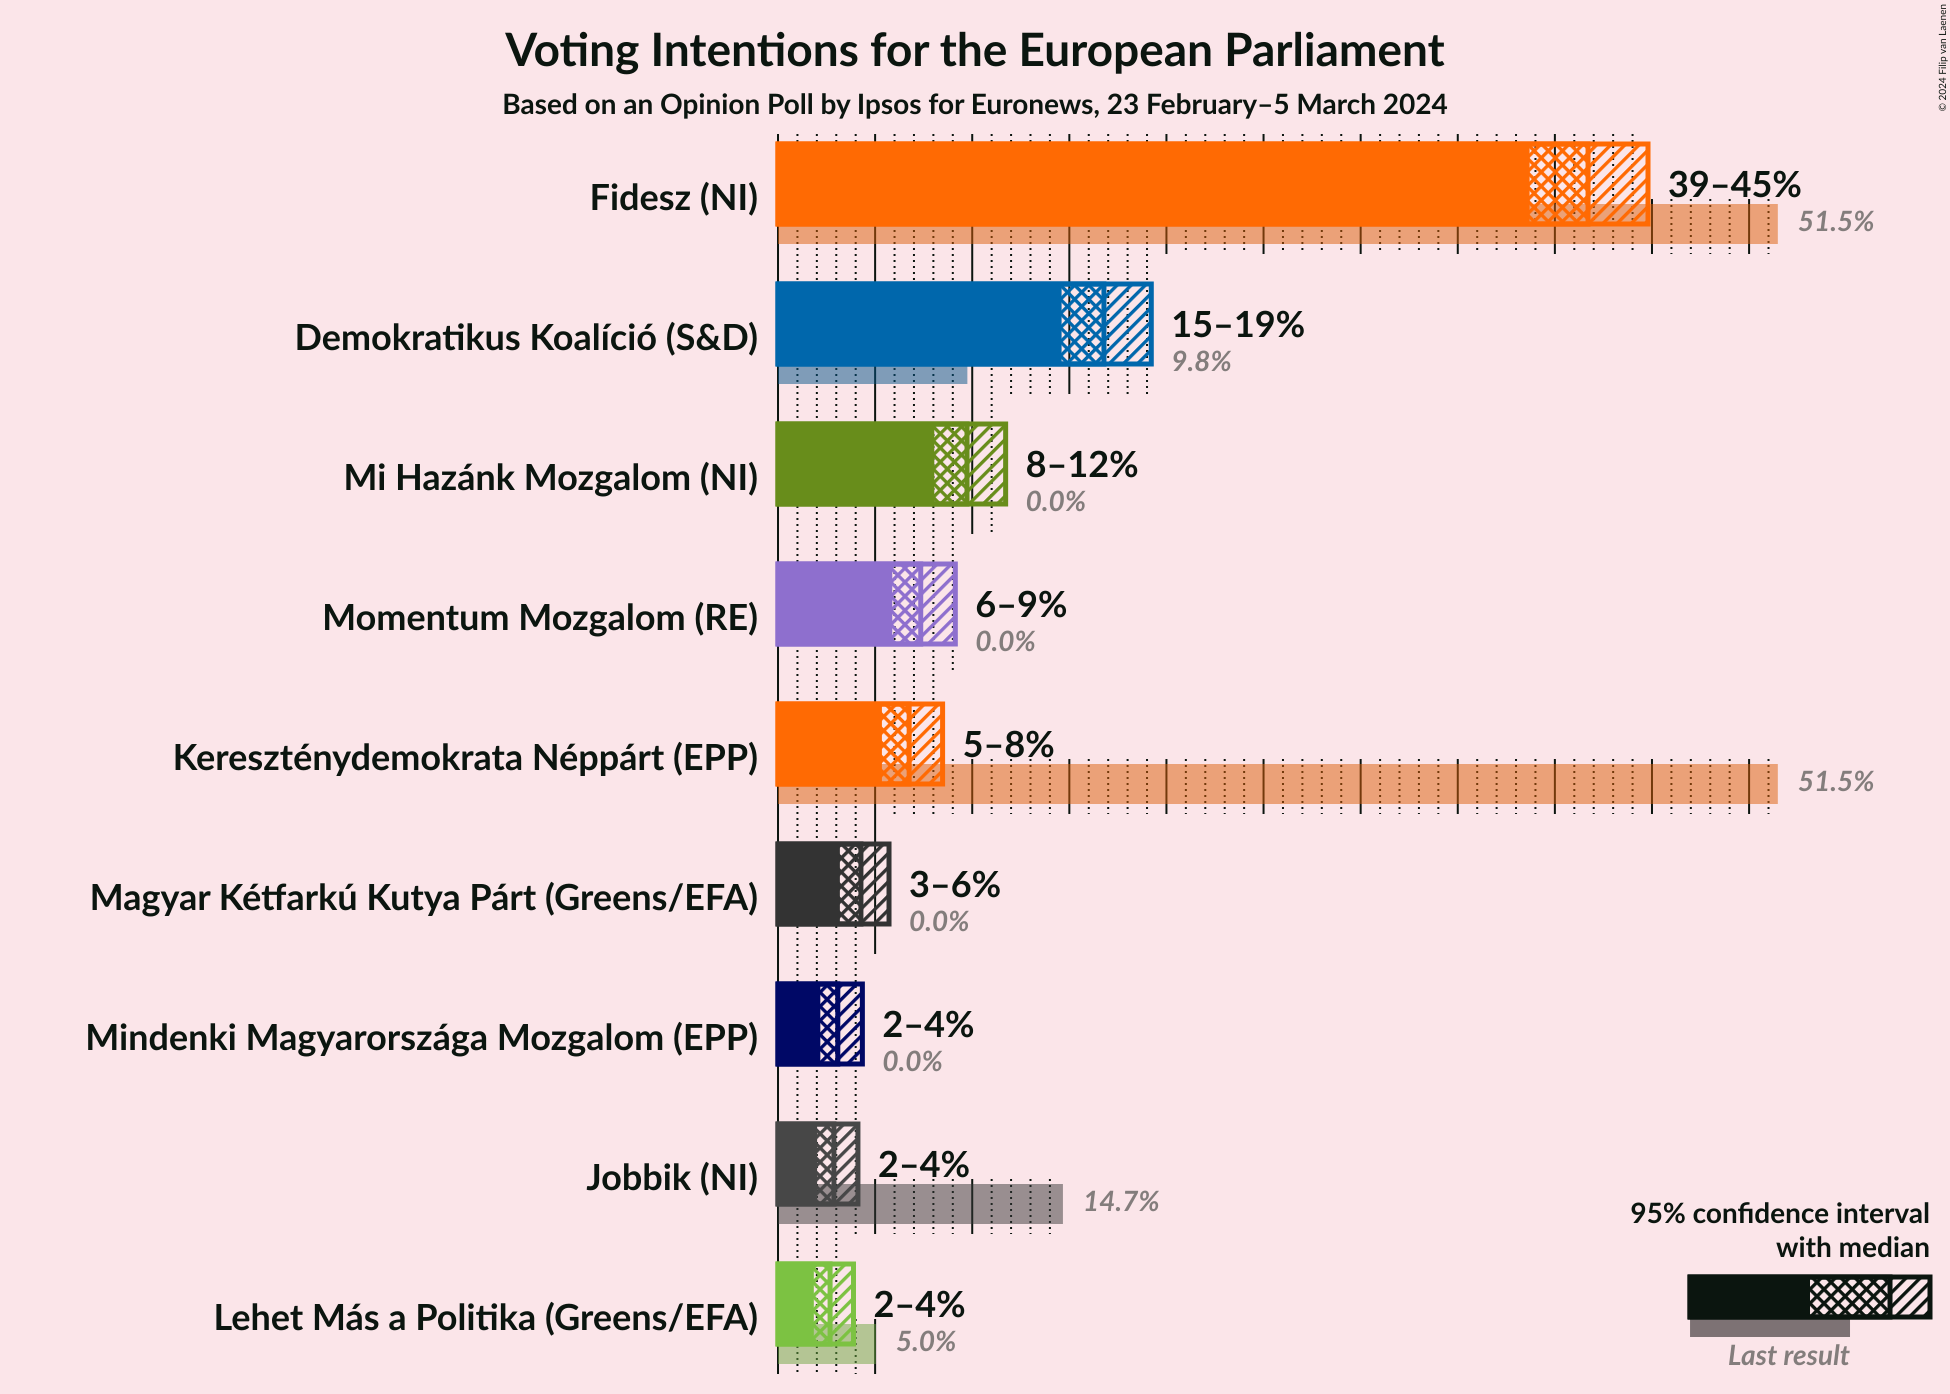 Voting Intentions for the European Parliament
Based on an Opinion Poll by Ipsos for Euronews, 23 February–5 March 2024
© 2024 Filip van Laenen
Fidesz (NI)
39–45%
51.5%
Demokratikus Koalíció (S&D)
15–19%
9.8%
Mi Hazánk Mozgalom (NI)
8–12%
0.0%
Momentum Mozgalom (RE)
6–9%
0.0%
Kereszténydemokrata Néppárt (EPP)
5–8%
51.5%
Magyar Kétfarkú Kutya Párt (Greens/EFA)
3–6%
0.0%
Mindenki Magyarországa Mozgalom (EPP)
2–4%
0.0%
Jobbik (NI)
2–4%
14.7%
Lehet Más a Politika (Greens/EFA)
2–4%
5.0%
95% confidence interval
with median
Last result